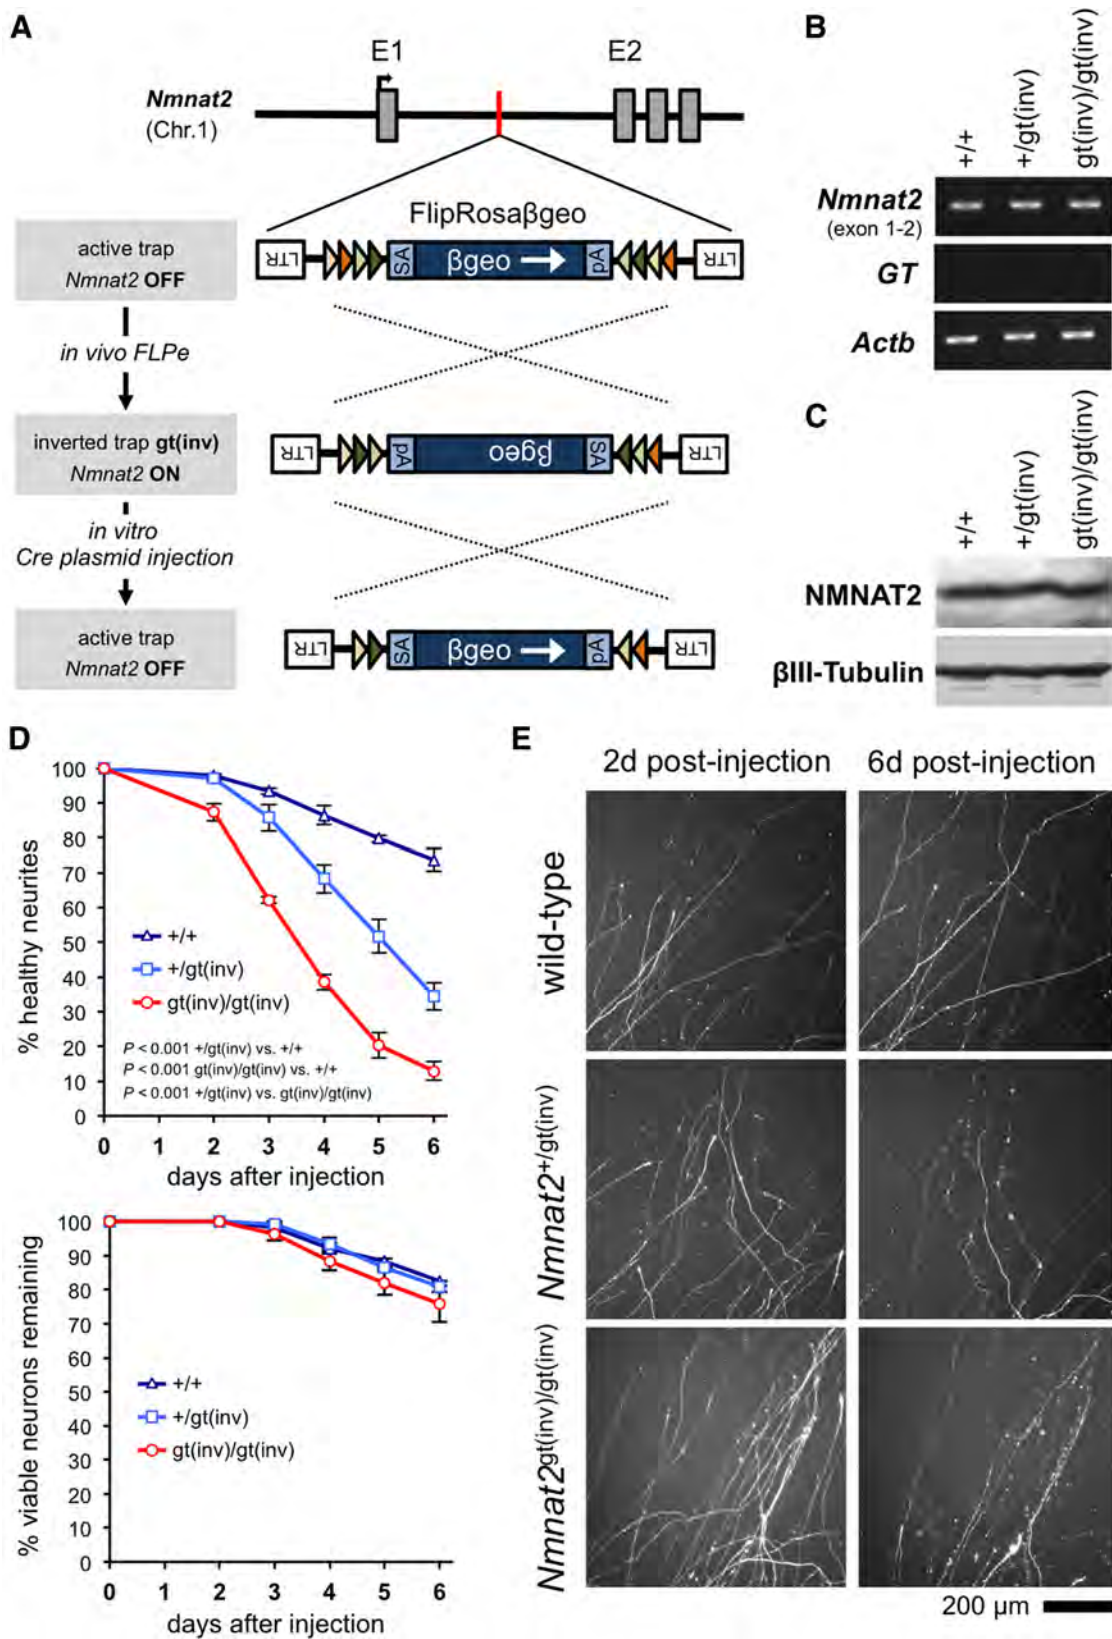 A
E1
E2
Nmnat2
(Chr.1)
FlipRosaβgeo
active trap
Nmnat2 OFF
LTR
SA
βgeo
pA
LTR
in vivo FLPe
inverted trap gt(inv)
Nmnat2 ON
LTR
pA
βgeo
SA
LTR
in vitro
Cre plasmid injection
active trap
Nmnat2 OFF
LTR
SA
βgeo
pA
LTR
B
+/+
+/gt(inv)
gt(inv)/gt(inv)
Nmnat2
(exon 1-2)
GT
Actb
C
+/+
+/gt(inv)
gt(inv)/gt(inv)
NMNAT2
βIII-Tubulin
D
% healthy neurites
100
90
80
70
60
50
40
30
20
10
0
+/+
+/gt(inv)
gt(inv)/gt(inv)
P < 0.001 +/gt(inv) vs. +/+
P < 0.001 gt(inv)/gt(inv) vs. +/+
P < 0.001 +/gt(inv) vs. gt(inv)/gt(inv)
0 2 3 4 5 6
days after injection
% viable neurons remaining
100
90
80
70
60
50
40
30
20
10
0
+/+
+/gt(inv)
gt(inv)/gt(inv)
0 2 3 4 5 6
days after injection
E
2d post-injection
6d post-injection
wild-type
Nmnat2+/gt(inv)
Nmnat2gt(inv)/gt(inv)
200 µm